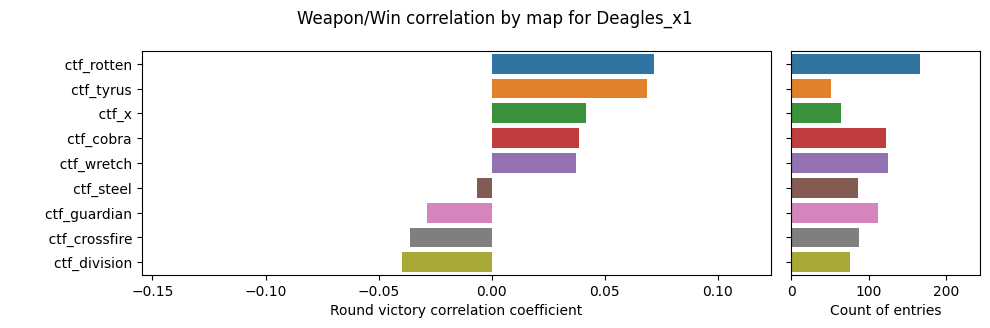 Weapon/Win correlation by map for Deagles_x1
ctf_rotten
ctf_tyrus
ctf_x
ctf_cobra
ctf_wretch
ctf_steel
ctf_guardian
ctf_crossfire
ctf_division
−0.15 −0.10 −0.05 0.00 0.05 0.10
Round victory correlation coefficient
0 100 200
Count of entries